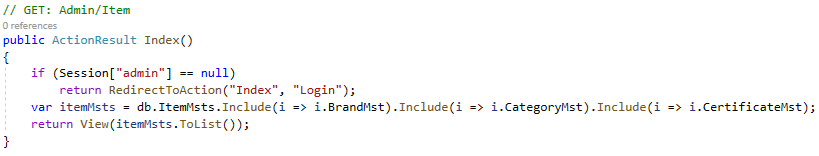 // GET: Admin/Item
0 references
public ActionResult Index()
{
    if (Session["admin"] == null)
        return RedirectToAction("Index", "Login");
    var itemMsts = db.ItemMsts.Include(i => i.BrandMst).Include(i => i.CategoryMst).Include(i => i.CertificateMst);
    return View(itemMsts.ToList());
}